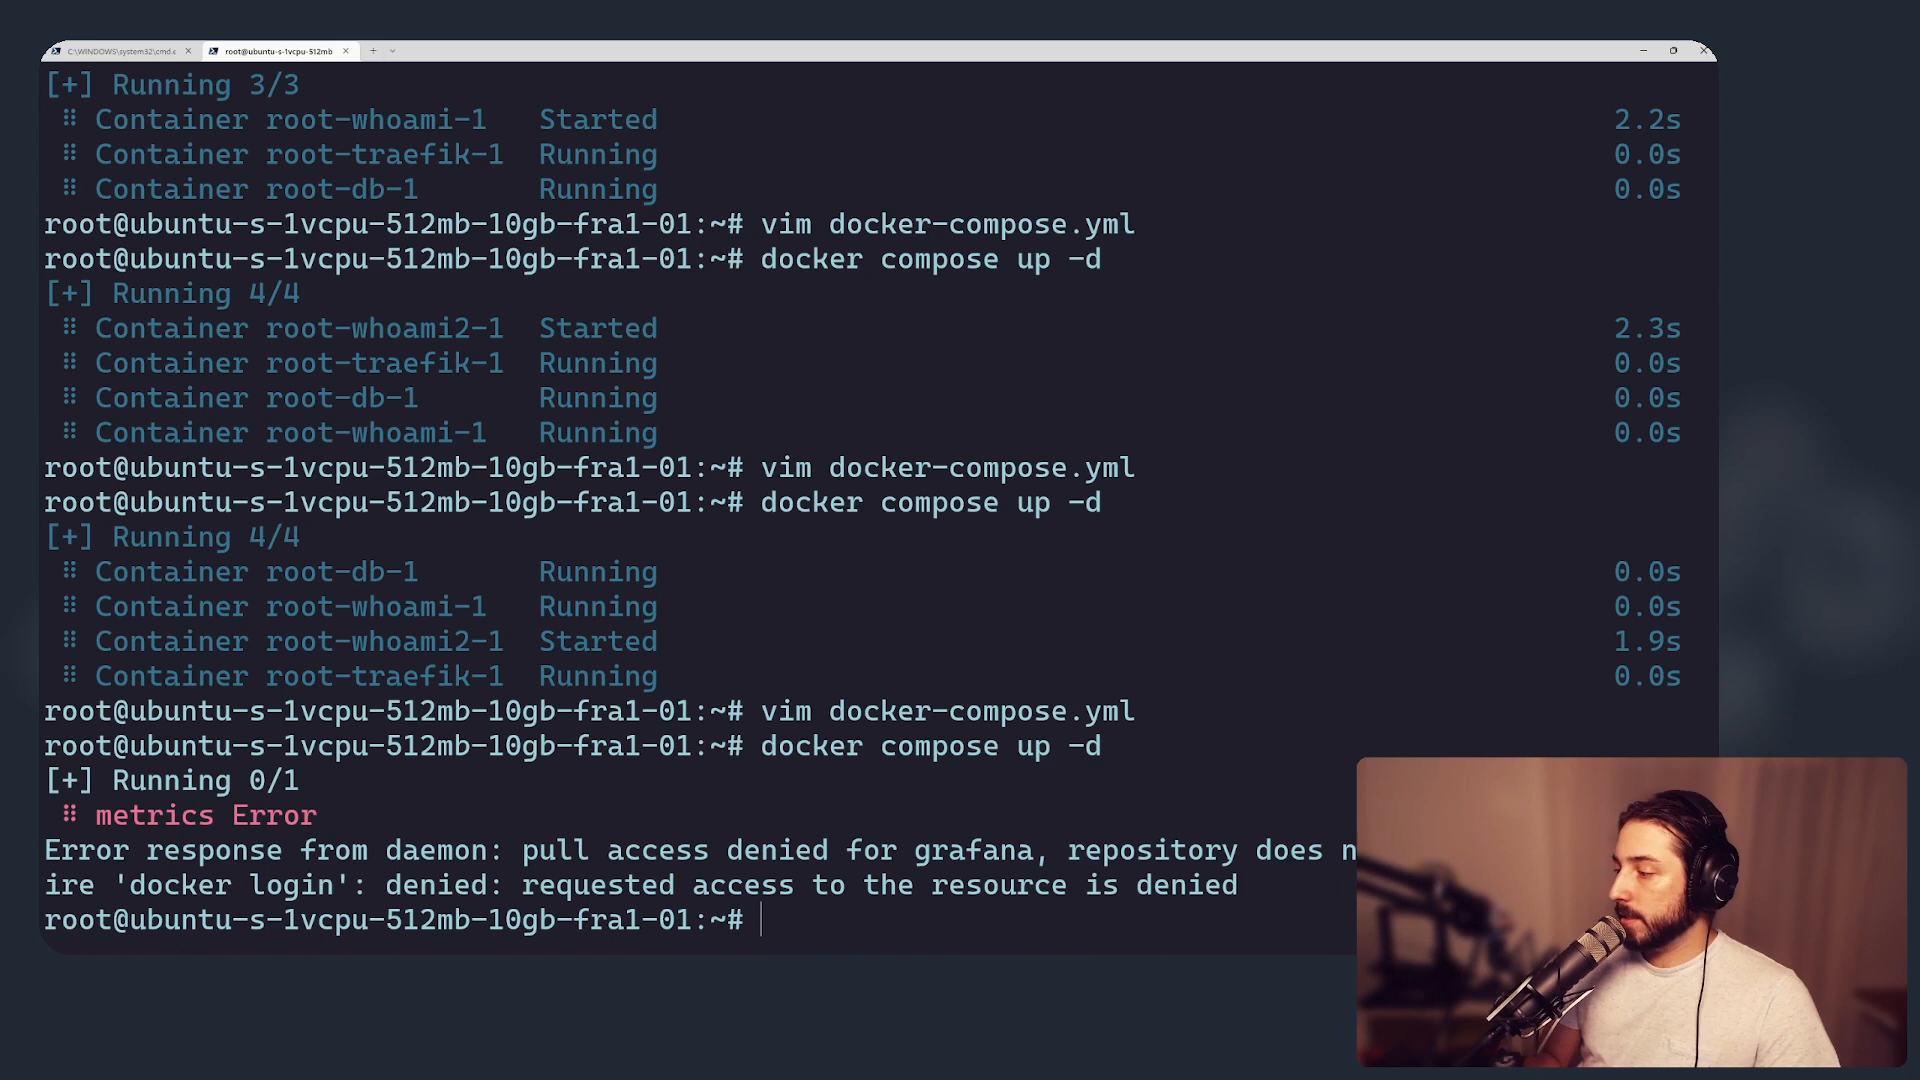 C:\WINDOWS\system32\cmd.e
root@ubuntu-s-1vcpu-512mb
[+] Running 3/3
Container root-whoami-1 Started 2.2s
Container root-traefik-1 Running 0.0s
Container root-db-1 Running 0.0s
root@ubuntu-s-1vcpu-512mb-10gb-fra1-01:~# vim docker-compose.yml
root@ubuntu-s-1vcpu-512mb-10gb-fra1-01:~# docker compose up -d
[+] Running 4/4
Container root-whoami2-1 Started 2.3s
Container root-traefik-1 Running 0.0s
Container root-db-1 Running 0.0s
Container root-whoami-1 Running 0.0s
root@ubuntu-s-1vcpu-512mb-10gb-fra1-01:~# vim docker-compose.yml
root@ubuntu-s-1vcpu-512mb-10gb-fra1-01:~# docker compose up -d
[+] Running 4/4
Container root-db-1 Running 0.0s
Container root-whoami-1 Running 0.0s
Container root-whoami2-1 Started 1.9s
Container root-traefik-1 Running 0.0s
root@ubuntu-s-1vcpu-512mb-10gb-fra1-01:~# vim docker-compose.yml
root@ubuntu-s-1vcpu-512mb-10gb-fra1-01:~# docker compose up -d
[+] Running 0/1
metrics Error
Error response from daemon: pull access denied for grafana, repository does n
ire 'docker login': denied: requested access to the resource is denied
root@ubuntu-s-1vcpu-512mb-10gb-fra1-01:~#